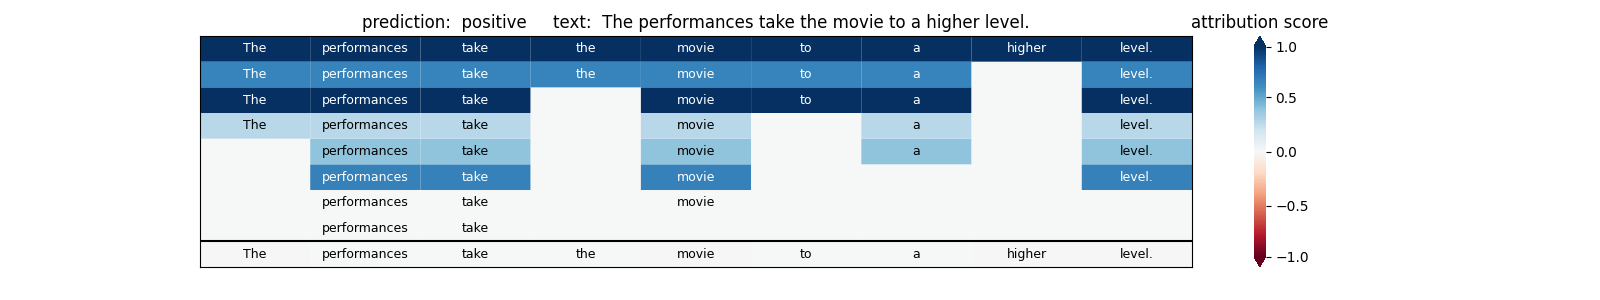 prediction:  positive     text:  The performances take the movie to a higher level.
attribution score
The performances take the movie to a higher level.
The performances take the movie to a level.
The performances take movie to a level.
The performances take movie a level.
performances take movie a level.
performances take movie level.
performances take movie
performances take
The performances take the movie to a higher level.
1.0
0.5
0.0
−0.5
−1.0